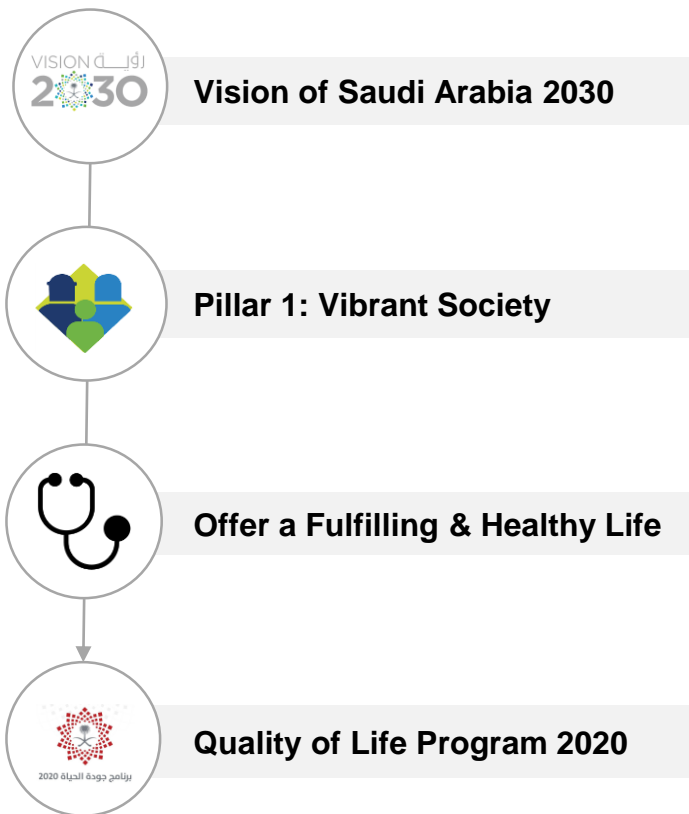 VISION رؤيـــة
2030
Vision of Saudi Arabia 2030
Pillar 1: Vibrant Society
Offer a Fulfilling & Healthy Life
برنامج جودة الحياة 2020
Quality of Life Program 2020